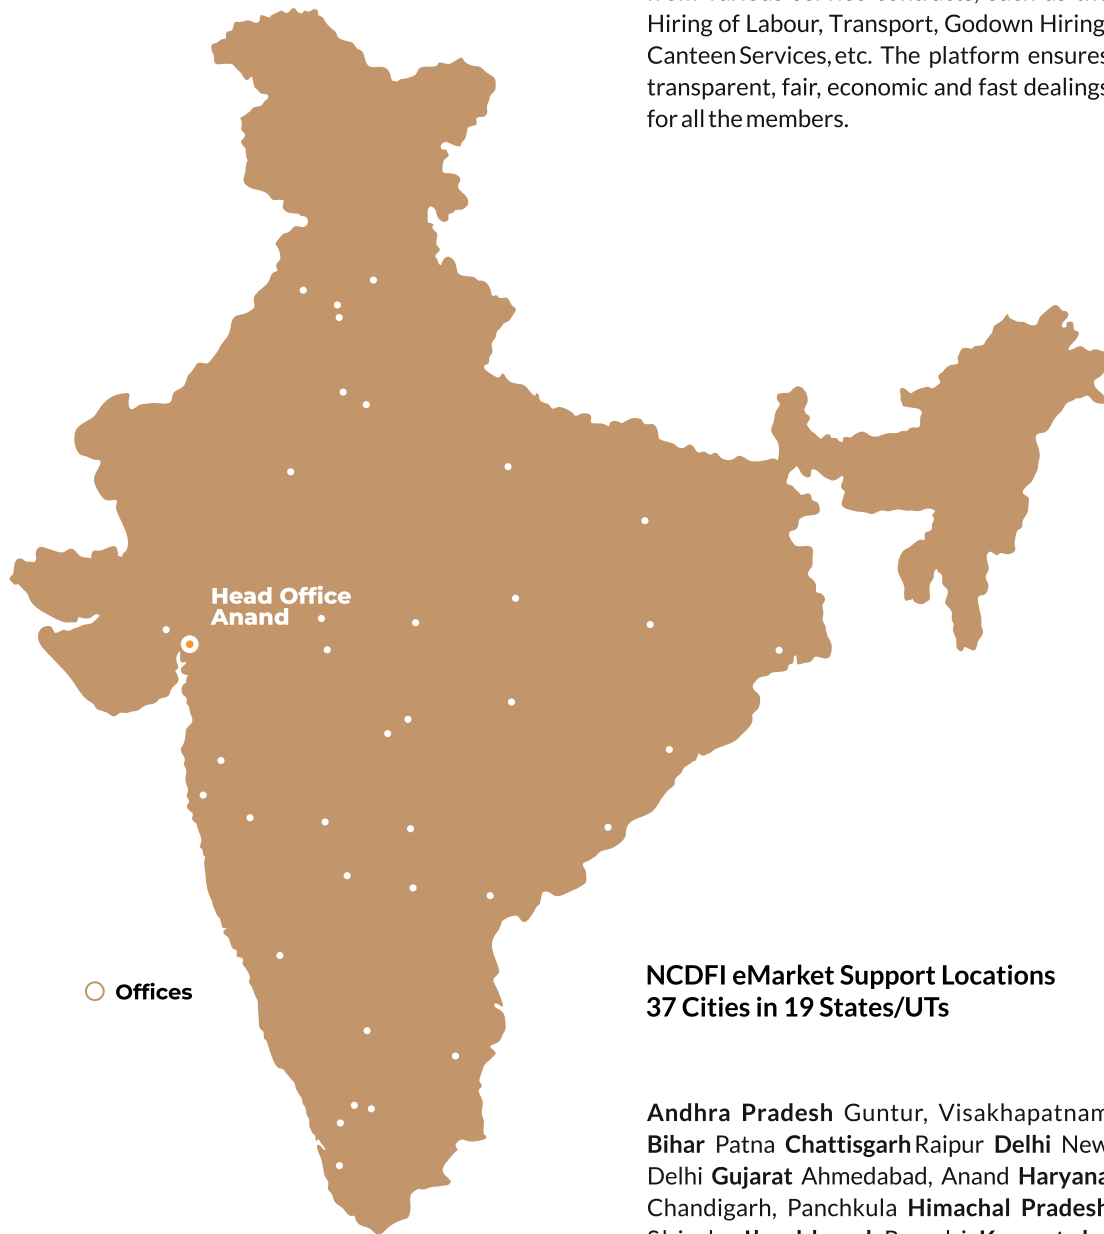 Hiring of Labour, Transport, Godown Hiring,
Canteen Services, etc. The platform ensures
transparent, fair, economic and fast dealings
for all the members.
Head Office
Anand
Offices
NCDFI eMarket Support Locations
37 Cities in 19 States/UTs
Andhra Pradesh Guntur, Visakhapatnam
Bihar Patna Chattisgarh Raipur Delhi New
Delhi Gujarat Ahmedabad, Anand Haryana
Chandigarh, Panchkula Himachal Pradesh